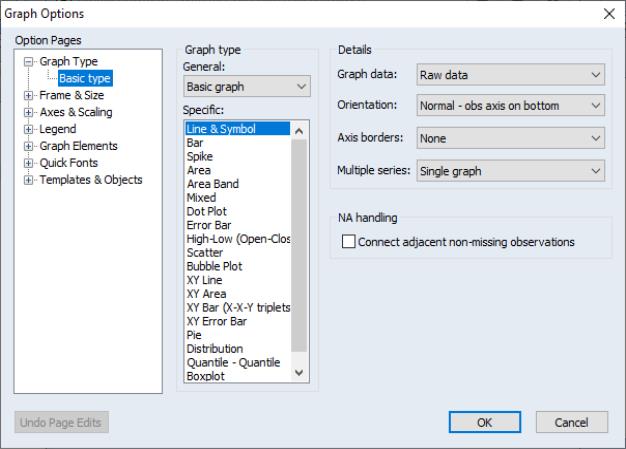 Graph Options
Option Pages
Graph Type
Basic type
Frame & Size
Axes & Scaling
Legend
Graph Elements
Quick Fonts
Templates & Objects
Undo Page Edits
Graph type
General:
Basic graph
Specific:
Line & Symbol
Bar
Spike
Area
Area Band
Mixed
Dot Plot
Error Bar
High-Low (Open-Clos
Scatter
Bubble Plot
XY Line
XY Area
XY Bar (X-X-Y triplets
XY Error Bar
Pie
Distribution
Quantile - Quantile
Boxplot
Details
Graph data: Raw data
Orientation: Normal - obs axis on bottom
Axis borders: None
Multiple series: Single graph
NA handling
Connect adjacent non-missing observations
OK Cancel